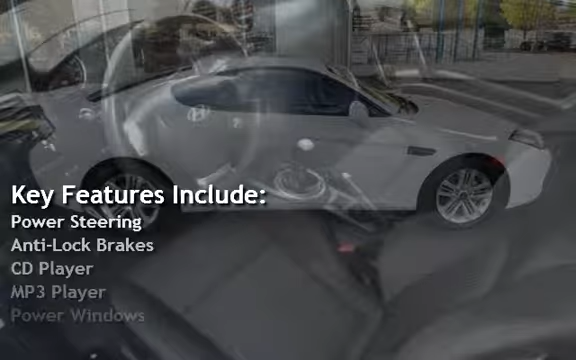 Key Features Include:
Power Steering
Anti-Lock Brakes
CD Player
MP3 Player
Power Windows